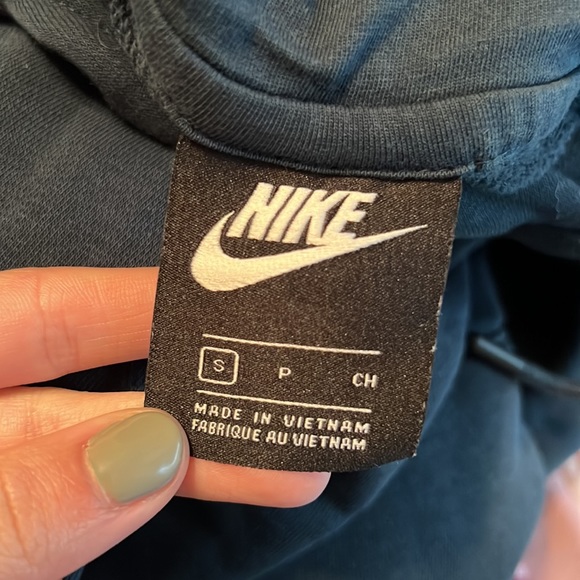 NIKE
S P CH
MADE IN VIETNAM
FABRIQUE AU VIETNAM